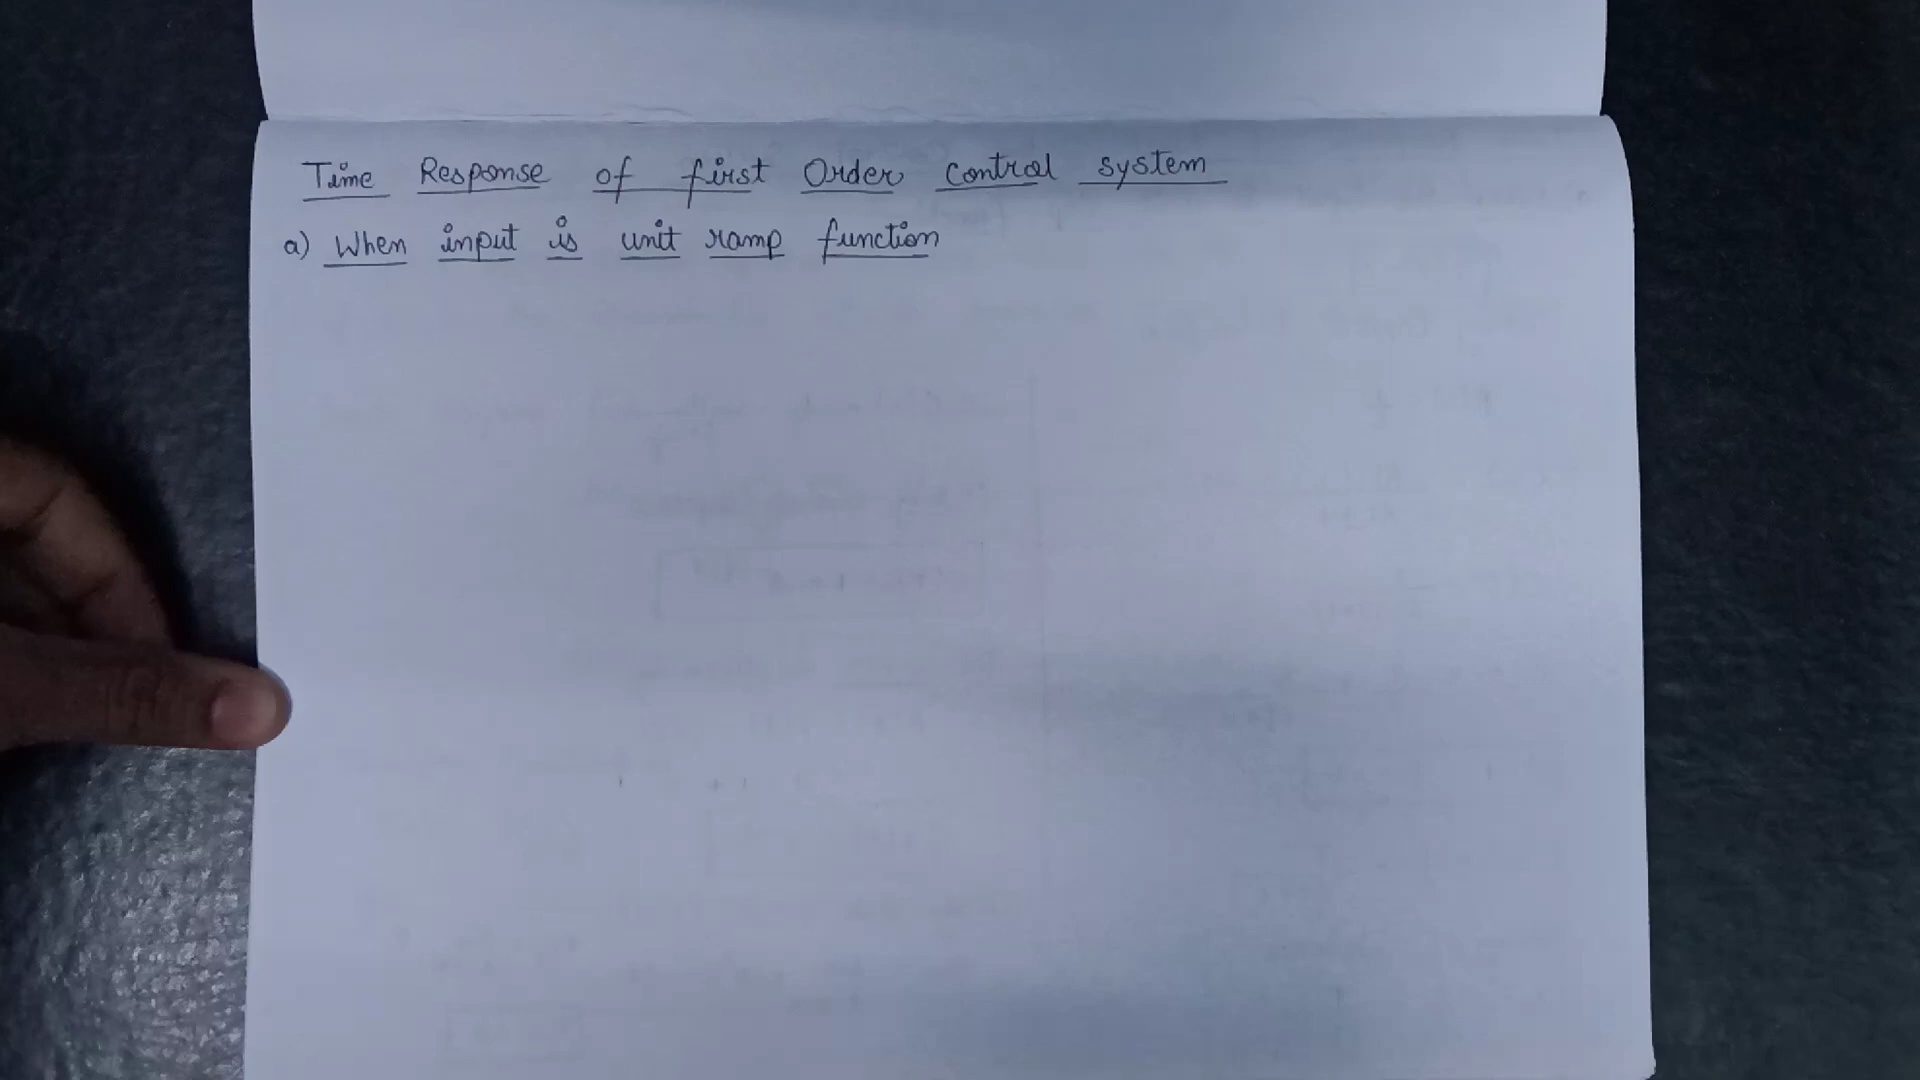 Time Response of first Order control system
a) When input is unit ramp function